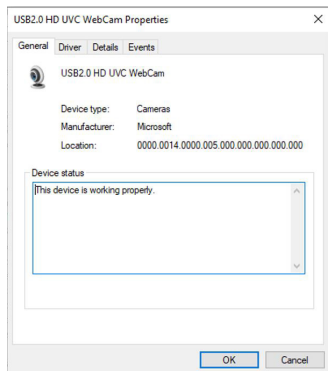 USB2.0 HD UVC WebCam Properties
General Driver Details Events
USB2.0 HD UVC WebCam
Device type: Cameras
Manufacturer: Microsoft
Location: 0000.0014.0000.005.000.000.000.000.000
Device status
This device is working properly.
OK Cancel